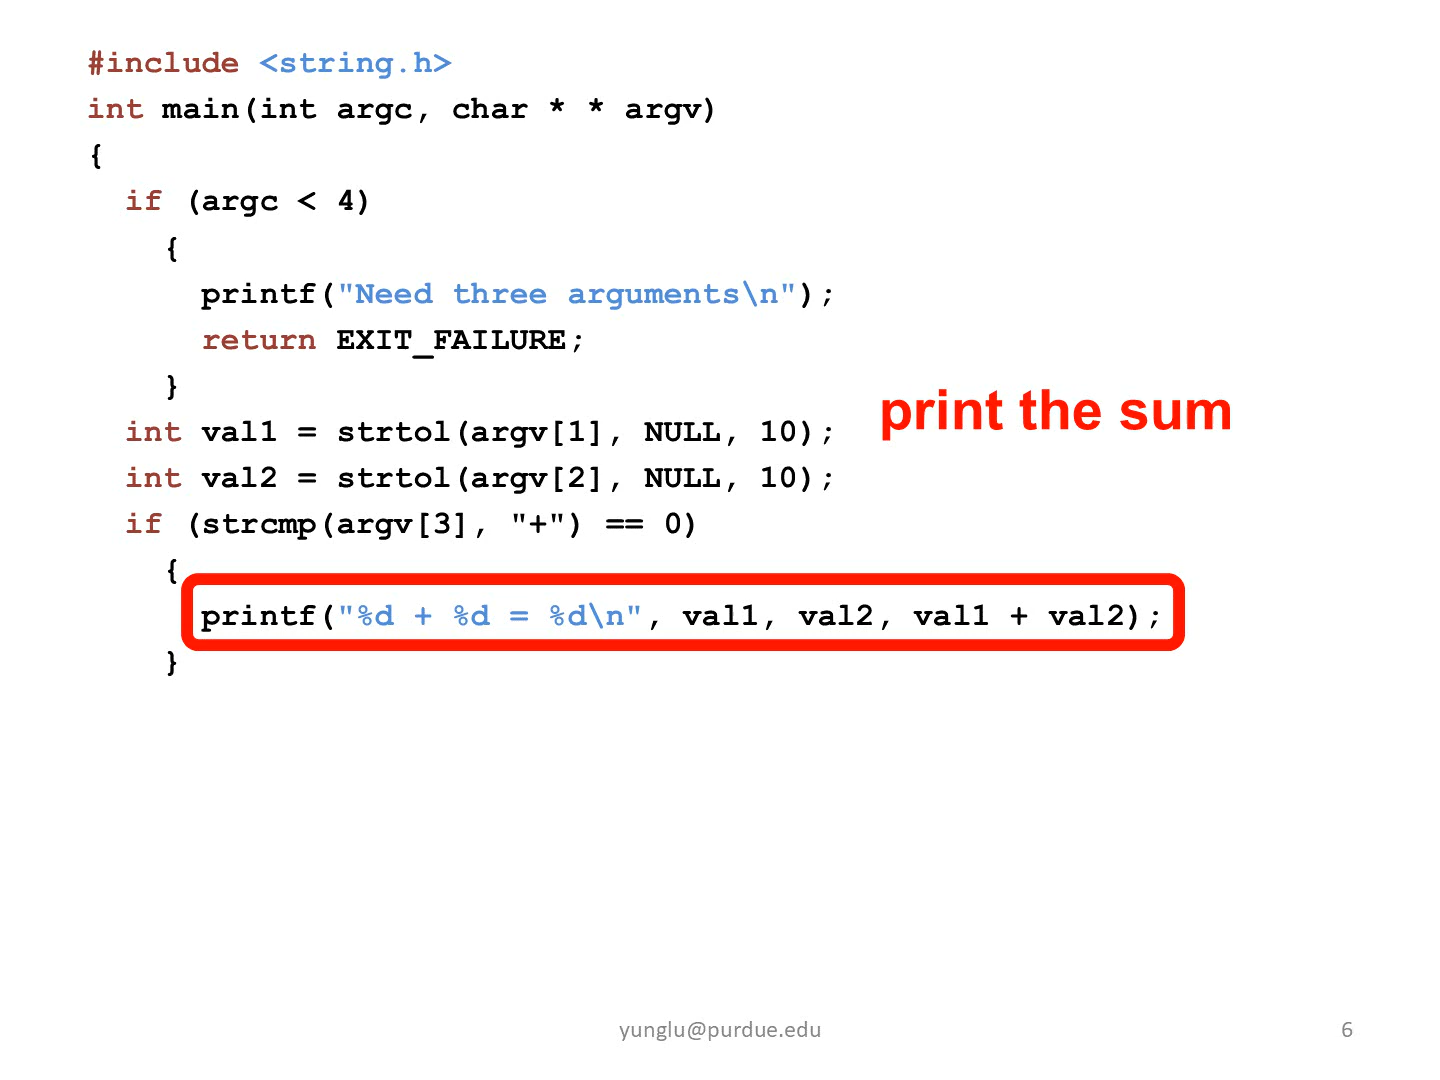 #include <string.h>
int main(int argc, char * * argv)
{
  if (argc < 4)
    {
      printf("Need three arguments\n");
      return EXIT_FAILURE;
    }
print the sum
  int val1 = strtol(argv[1], NULL, 10);
  int val2 = strtol(argv[2], NULL, 10);
  if (strcmp(argv[3], "+") == 0)
    {
      printf("%d + %d = %d\n", val1, val2, val1 + val2);
    }
yunglu@purdue.edu
6